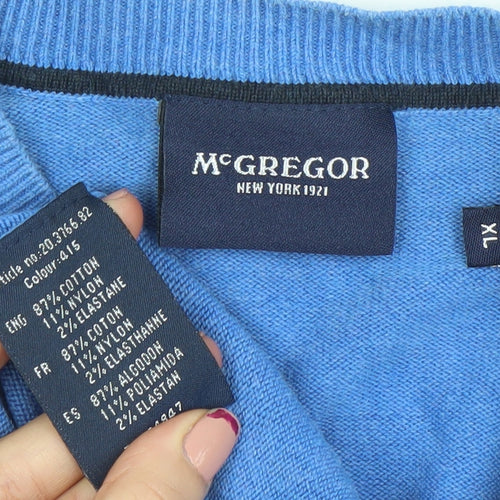 McGREGOR
NEW YORK 1921
XL
ticle no:20.3766.82
Colour:415
ENG 87% COTTON
11% NYLON
2% ELASTANE
FR 87% COTON
11% NYLON
2% ELASTHANNE
ES 87% ALGODON
11% POLIAMIDA
2% ELASTAN